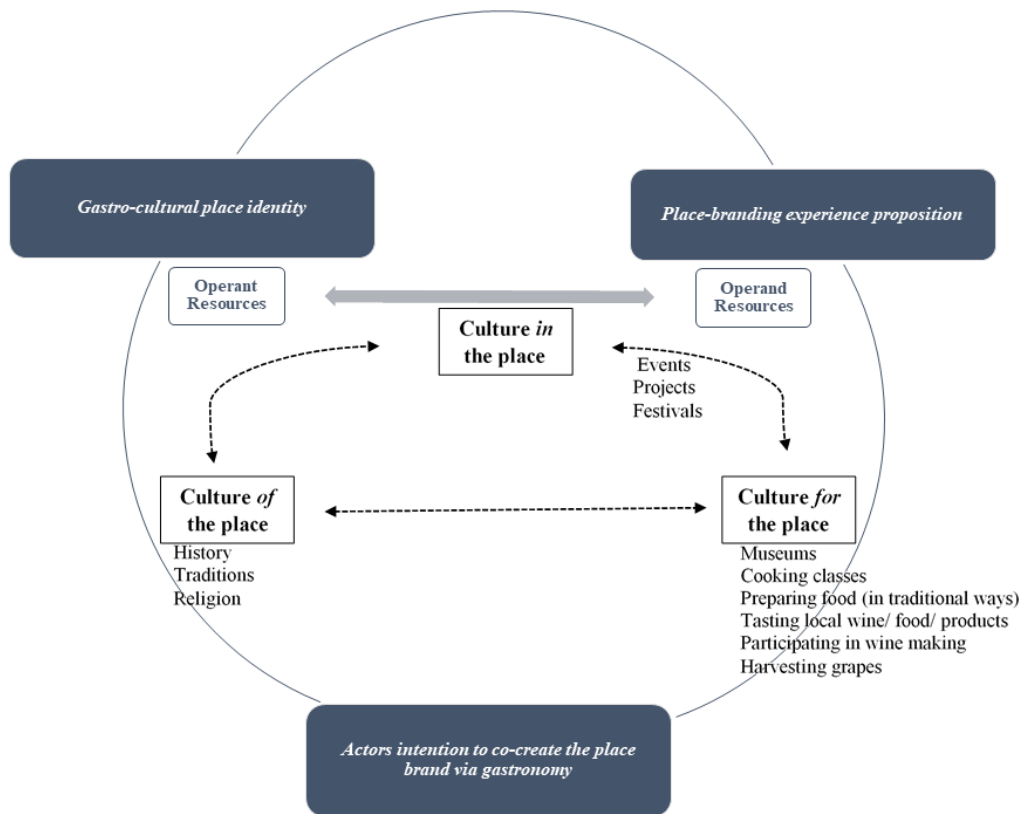 Gastro-cultural place identity
Place-branding experience proposition
Operant
Resources
Operand
Resources
Culture in
the place
Events
Projects
Festivals
Culture of
the place
History
Traditions
Religion
Culture for
the place
Museums
Cooking classes
Preparing food (in traditional ways)
Tasting local wine/ food/ products
Participating in wine making
Harvesting grapes
Actors intention to co-create the place
brand via gastronomy